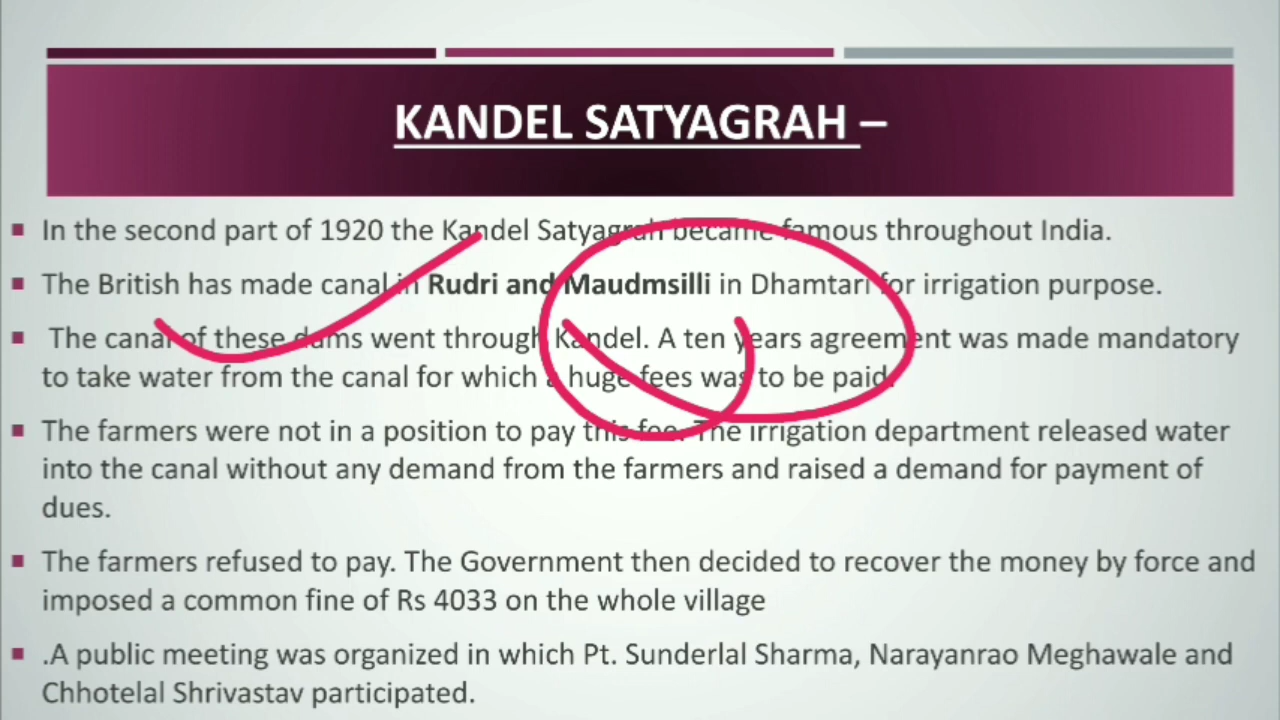 KANDEL SATYAGRAH –
▪ In the second part of 1920 the Kandel Satyagrah became famous throughout India.
▪ The British has made canal in Rudri and Maudmsilli in Dhamtari for irrigation purpose.
▪ The canal of these dams went through Kandel. A ten years agreement was made mandatory
to take water from the canal for which a huge fees was to be paid.
▪ The farmers were not in a position to pay this fee. The irrigation department released water
into the canal without any demand from the farmers and raised a demand for payment of
dues.
▪ The farmers refused to pay. The Government then decided to recover the money by force and
imposed a common fine of Rs 4033 on the whole village
▪ .A public meeting was organized in which Pt. Sunderlal Sharma, Narayanrao Meghawale and
Chhotelal Shrivastav participated.